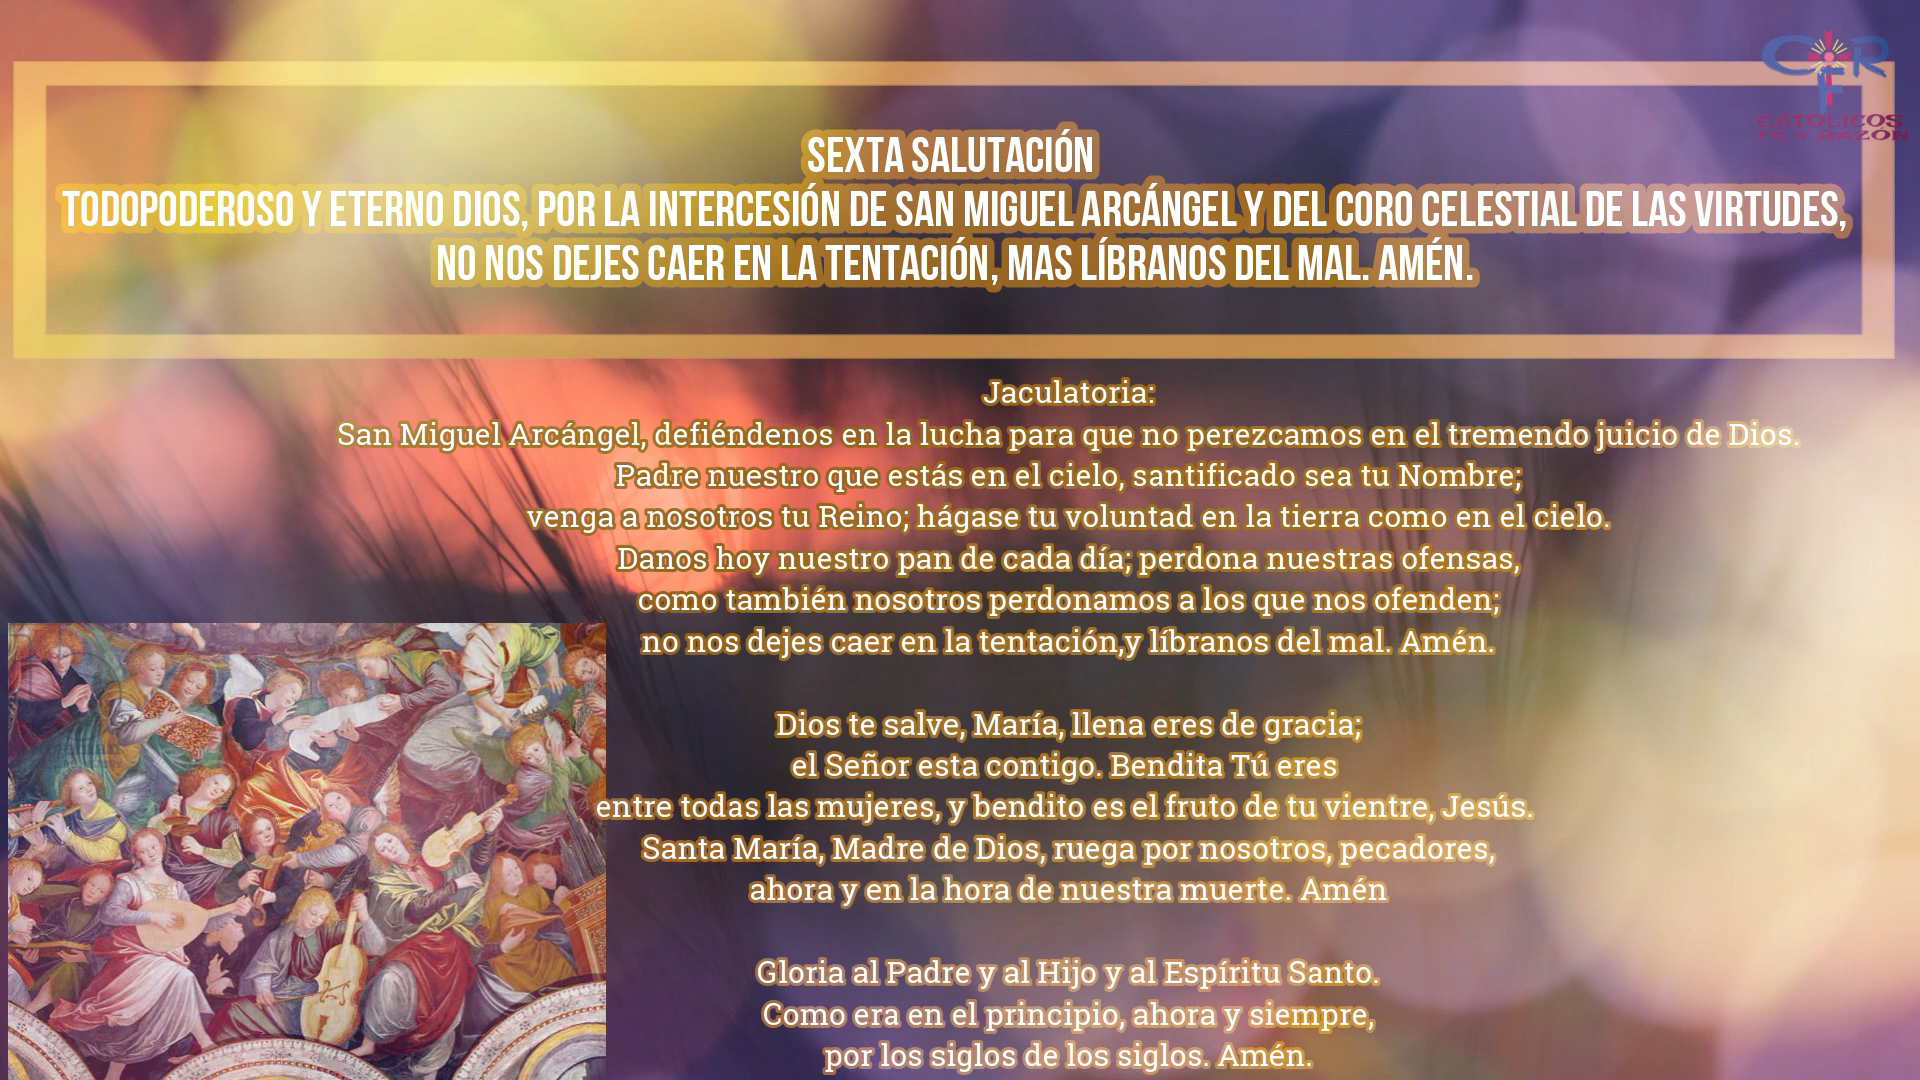 CFR
CATOLICOS
FE Y RAZON
SEXTA SALUTACIÓN
TODOPODEROSO Y ETERNO DIOS, POR LA INTERCESIÓN DE SAN MIGUEL ARCÁNGEL Y DEL CORO CELESTIAL DE LAS VIRTUDES,
NO NOS DEJES CAER EN LA TENTACIÓN, MAS LÍBRANOS DEL MAL. AMÉN.
Jaculatoria:
San Miguel Arcángel, defiéndenos en la lucha para que no perezcamos en el tremendo juicio de Dios.
Padre nuestro que estás en el cielo, santificado sea tu Nombre;
venga a nosotros tu Reino; hágase tu voluntad en la tierra como en el cielo.
Danos hoy nuestro pan de cada día; perdona nuestras ofensas,
como también nosotros perdonamos a los que nos ofenden;
no nos dejes caer en la tentación,y líbranos del mal. Amén.
Dios te salve, María, llena eres de gracia;
el Señor esta contigo. Bendita Tú eres
entre todas las mujeres, y bendito es el fruto de tu vientre, Jesús.
Santa María, Madre de Dios, ruega por nosotros, pecadores,
ahora y en la hora de nuestra muerte. Amén
Gloria al Padre y al Hijo y al Espíritu Santo.
Como era en el principio, ahora y siempre,
por los siglos de los siglos. Amén.